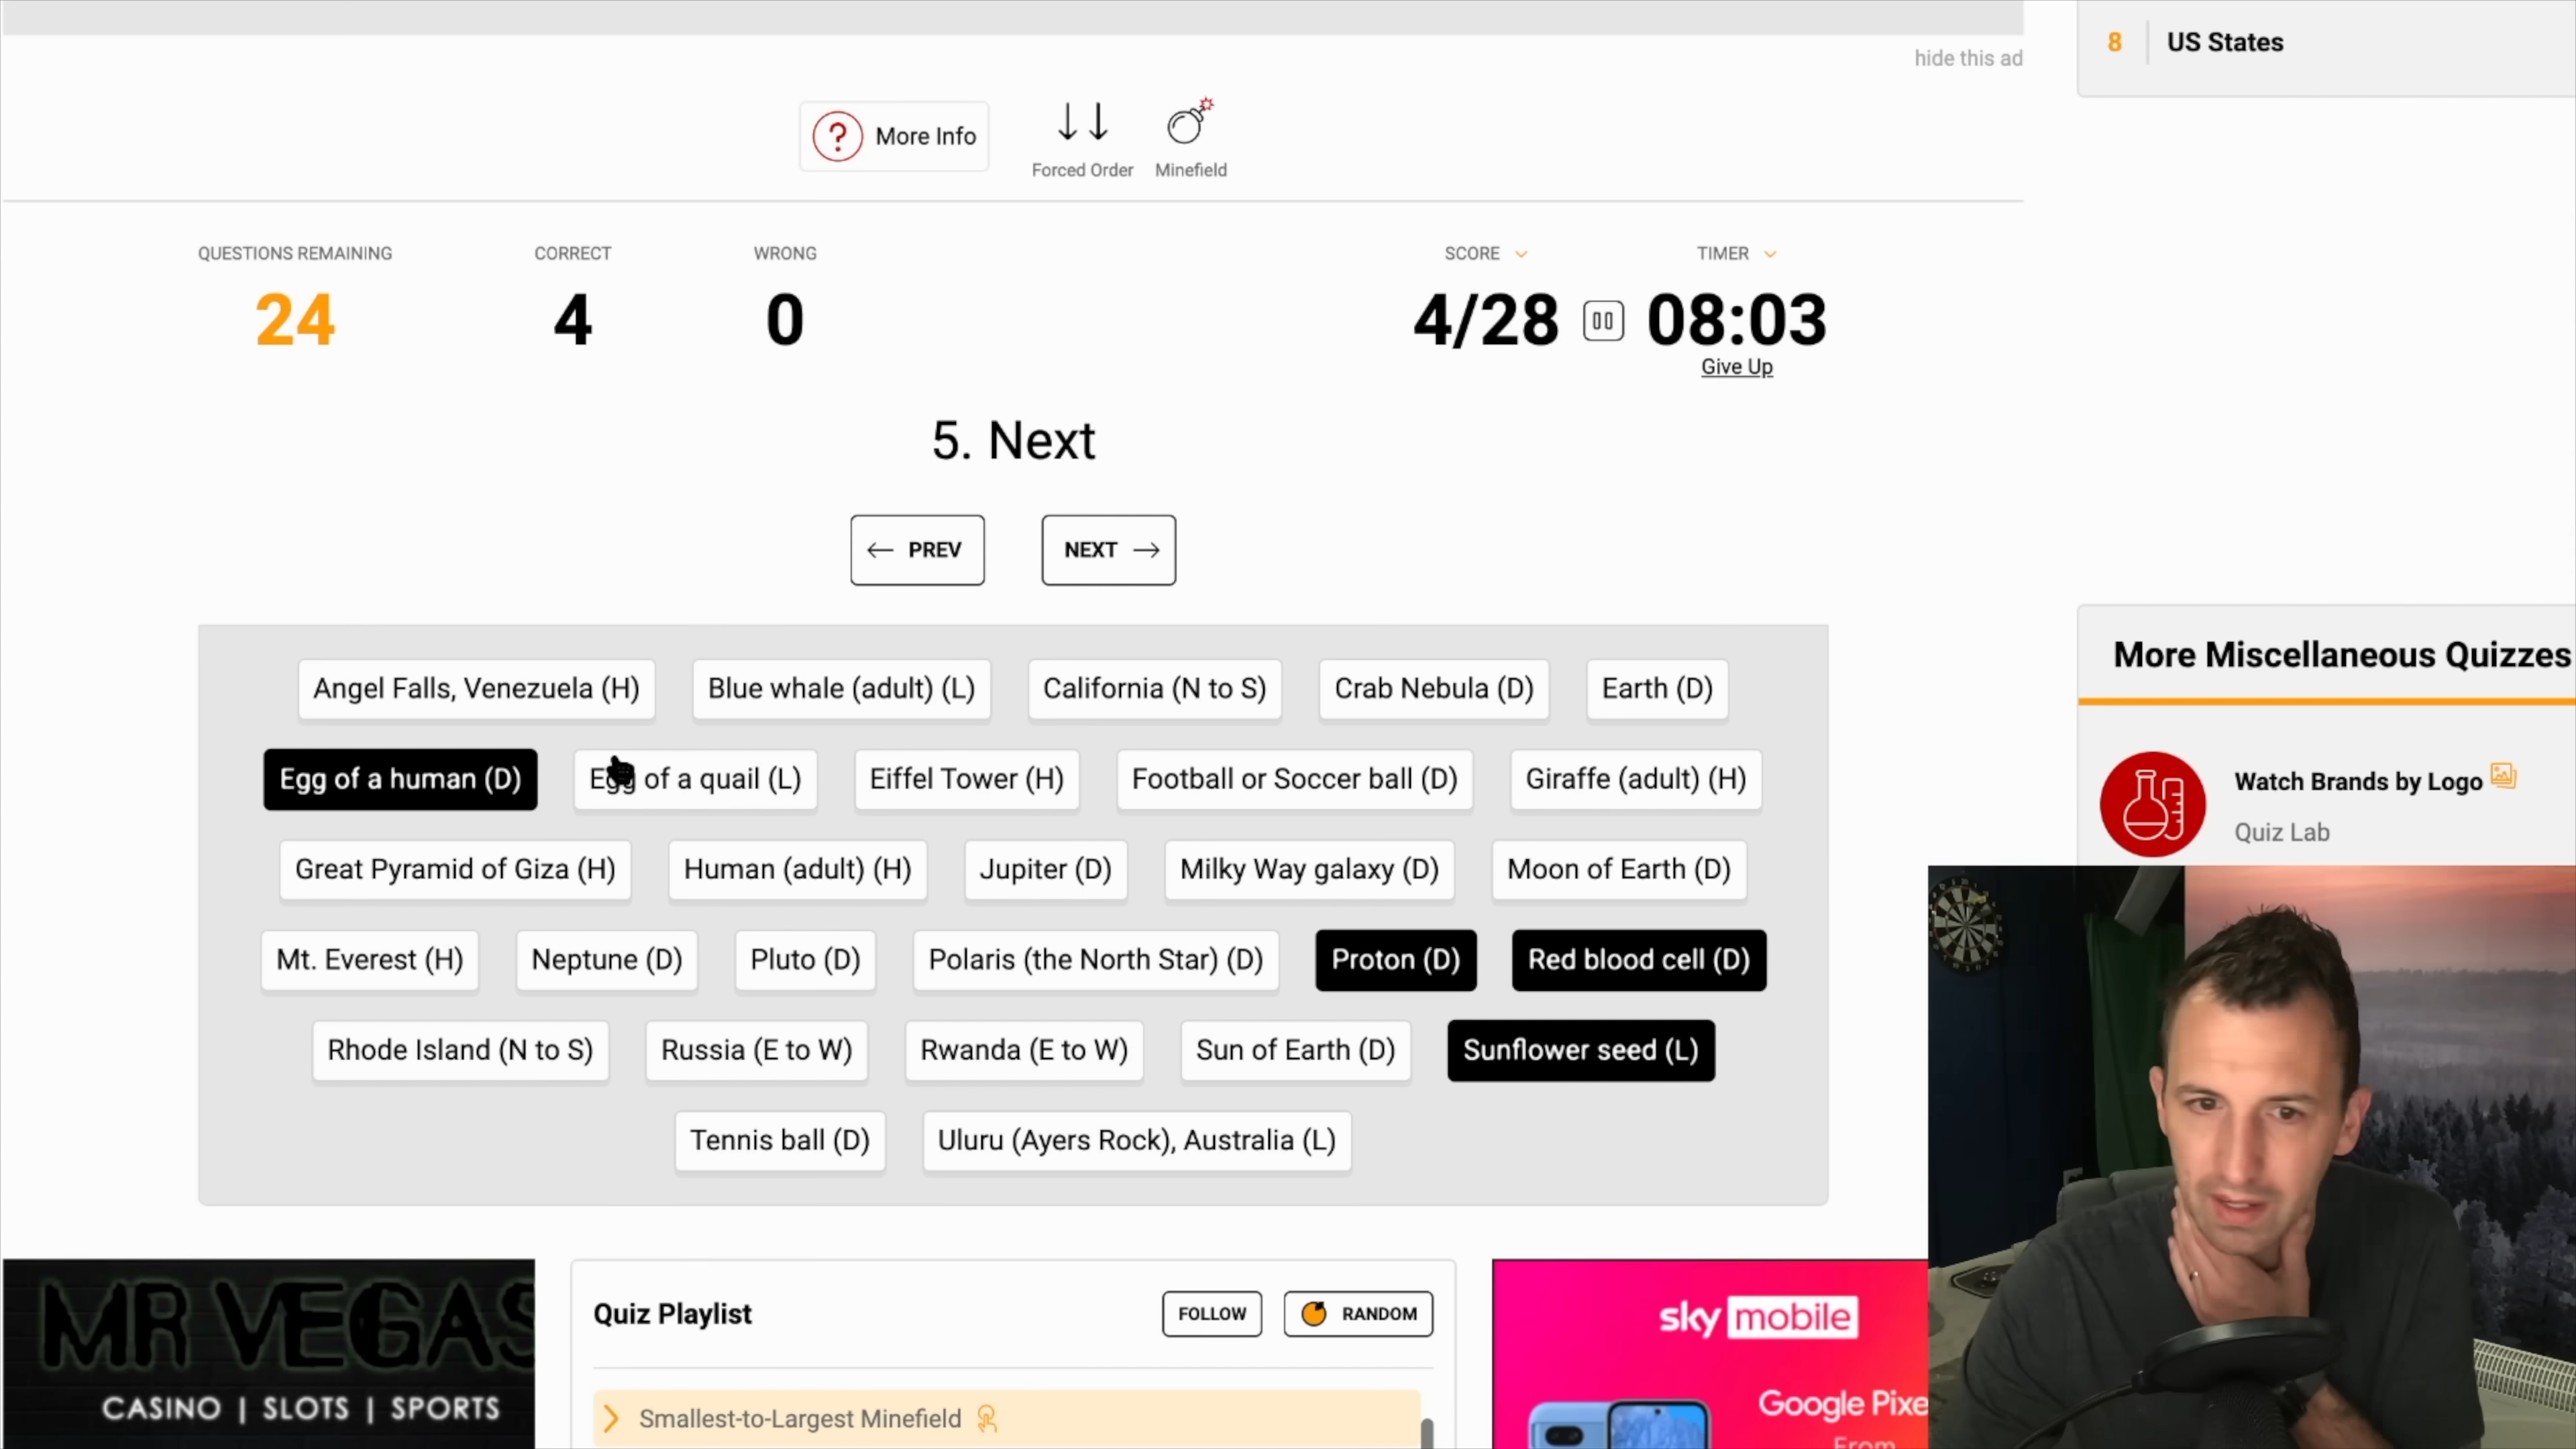 8 US States
hide this ad
? More Info
Forced Order
Minefield
QUESTIONS REMAINING
24
CORRECT
4
WRONG
0
SCORE
4/28
TIMER
08:03
Give Up
5. Next
← PREV
NEXT →
Angel Falls, Venezuela (H)
Blue whale (adult) (L)
California (N to S)
Crab Nebula (D)
Earth (D)
Egg of a human (D)
Egg of a quail (L)
Eiffel Tower (H)
Football or Soccer ball (D)
Giraffe (adult) (H)
Great Pyramid of Giza (H)
Human (adult) (H)
Jupiter (D)
Milky Way galaxy (D)
Moon of Earth (D)
Mt. Everest (H)
Neptune (D)
Pluto (D)
Polaris (the North Star) (D)
Proton (D)
Red blood cell (D)
Rhode Island (N to S)
Russia (E to W)
Rwanda (E to W)
Sun of Earth (D)
Sunflower seed (L)
Tennis ball (D)
Uluru (Ayers Rock), Australia (L)
More Miscellaneous Quizzes
Watch Brands by Logo
Quiz Lab
MR VEGAS
CASINO | SLOTS | SPORTS
Quiz Playlist
FOLLOW
RANDOM
Smallest-to-Largest Minefield
sky mobile
Google Pixe
From